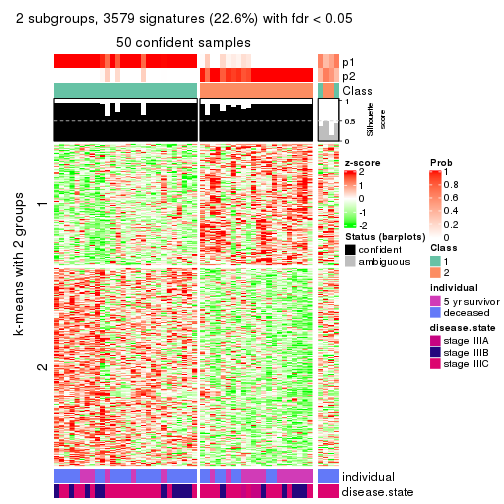 2 subgroups, 3579 signatures (22.6%) with fdr < 0.05
50 confident samples
p1
p2
Class
1
0.5
0
Silhouette
score
k-means with 2 groups
1
2
individual
disease.state
z-score
2
1
0
-1
-2
Status (barplots)
confident
ambiguous
Prob
1
0.8
0.6
0.4
0.2
0
Class
1
2
individual
5 yr survivor
deceased
disease.state
stage IIIA
stage IIIB
stage IIIC